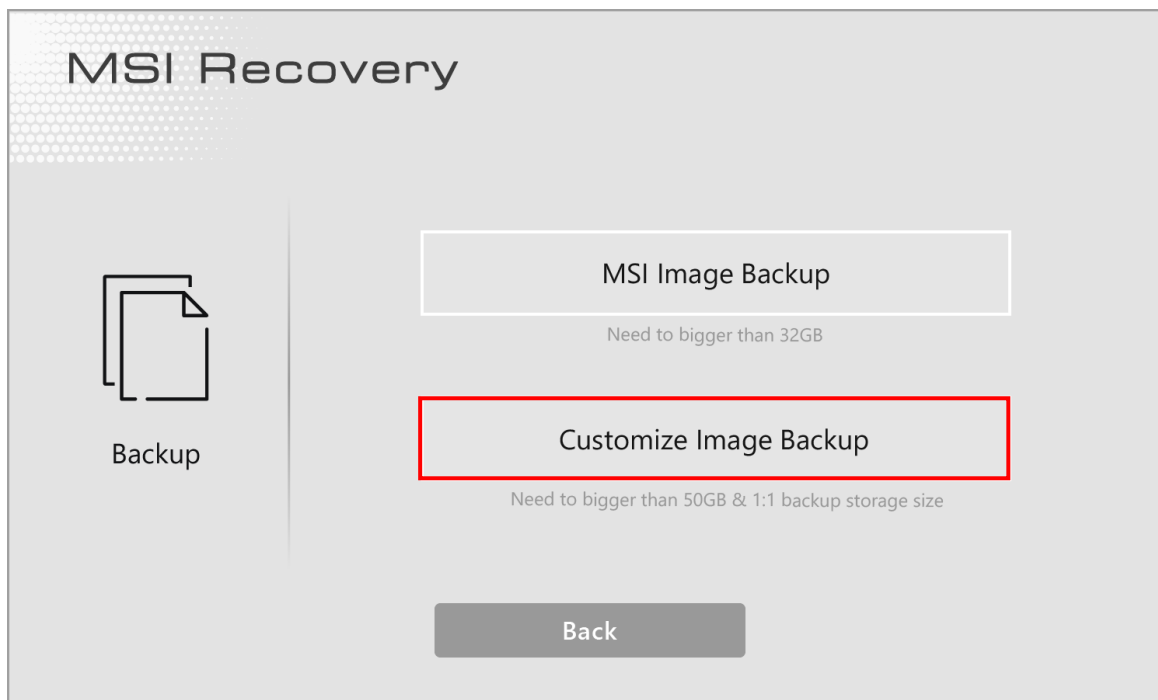 MSI Recovery
MSI Image Backup
Need to bigger than 32GB
Customize Image Backup
Need to bigger than 50GB & 1:1 backup storage size
Backup
Back